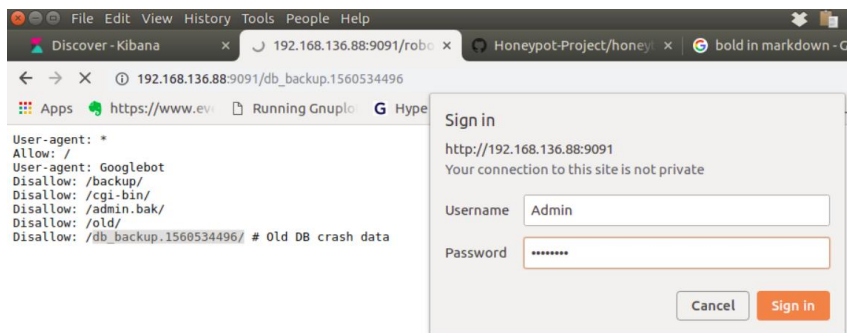 File Edit View History Tools People Help
Discover - Kibana × 192.168.136.88:9091/robo × Honeypot-Project/honeyp × bold in markdown - G
192.168.136.88:9091/db_backup.1560534496
Apps https://www.eve Running Gnuplo Hype
User-agent: *
Allow: /
User-agent: Googlebot
Disallow: /backup/
Disallow: /cgi-bin/
Disallow: /admin.bak/
Disallow: /old/
Disallow: /db_backup.1560534496/ # Old DB crash data
Sign in
http://192.168.136.88:9091
Your connection to this site is not private
Username Admin
Password ••••••••
Cancel Sign in